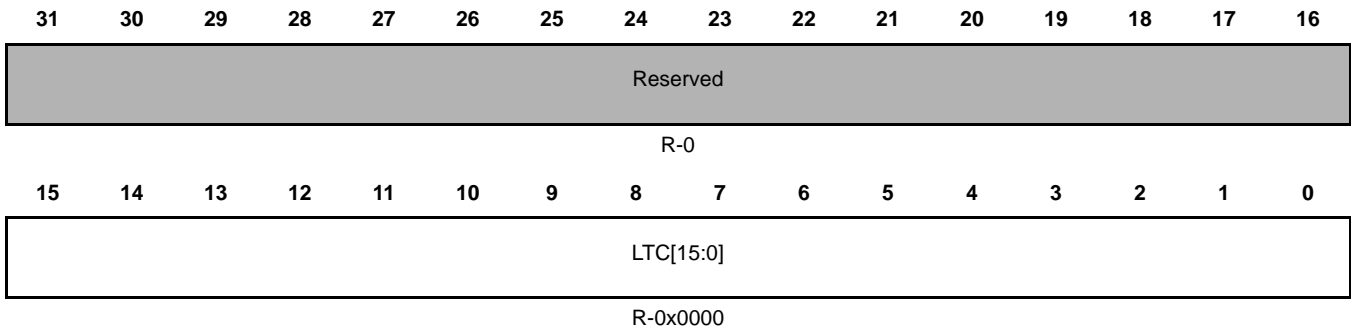 31 30 29 28 27 26 25 24 23 22 21 20 19 18 17 16
Reserved
R-0
15 14 13 12 11 10 9 8 7 6 5 4 3 2 1 0
LTC[15:0]
R-0x0000